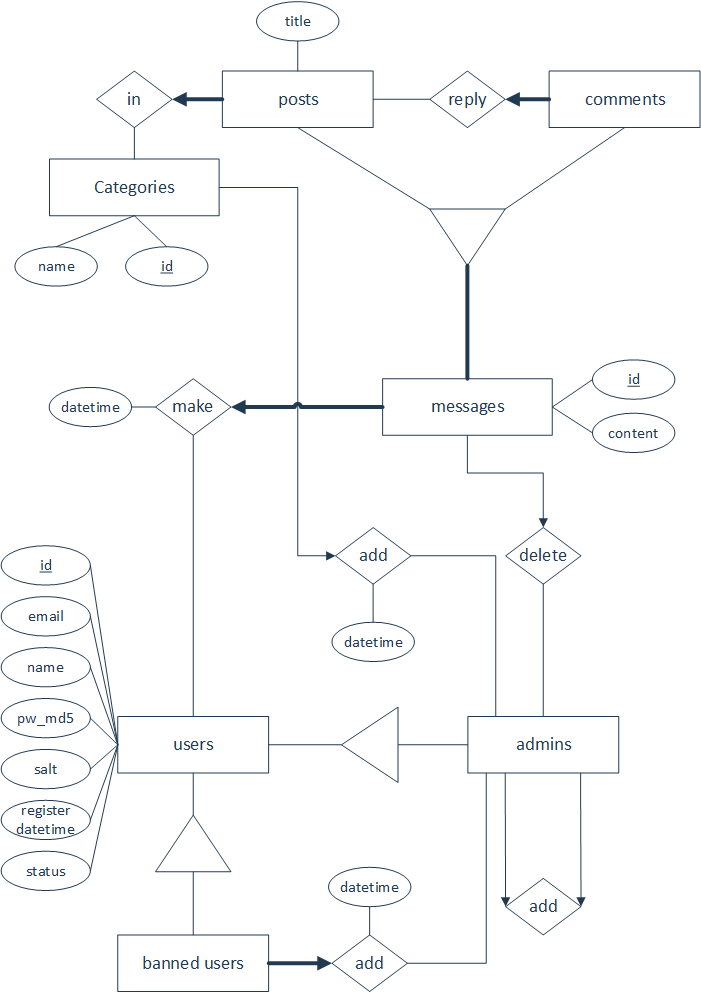 title
in
posts
reply
comments
Categories
name
id
id
datetime
make
messages
content
id
add
delete
email
datetime
name
pw_md5
users
admins
salt
register
datetime
status
datetime
add
banned users
add